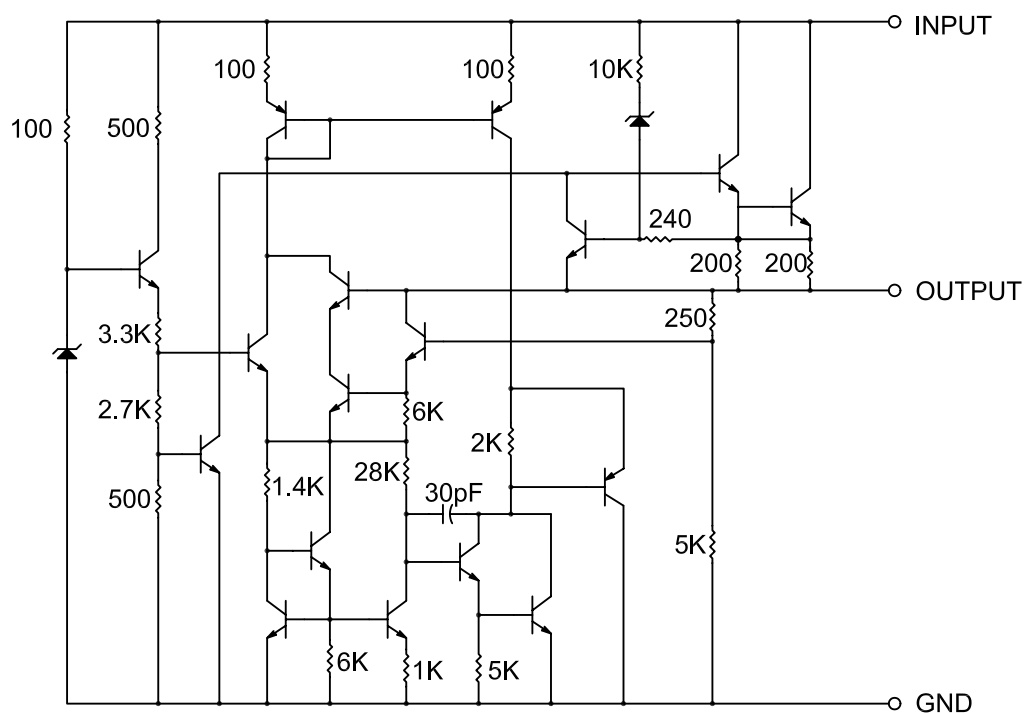 INPUT
100
100
10K
100
500
240
200
200
OUTPUT
250
3.3K
2.7K
6K
2K
28K
1.4K
30pF
500
5K
6K
1K
5K
GND